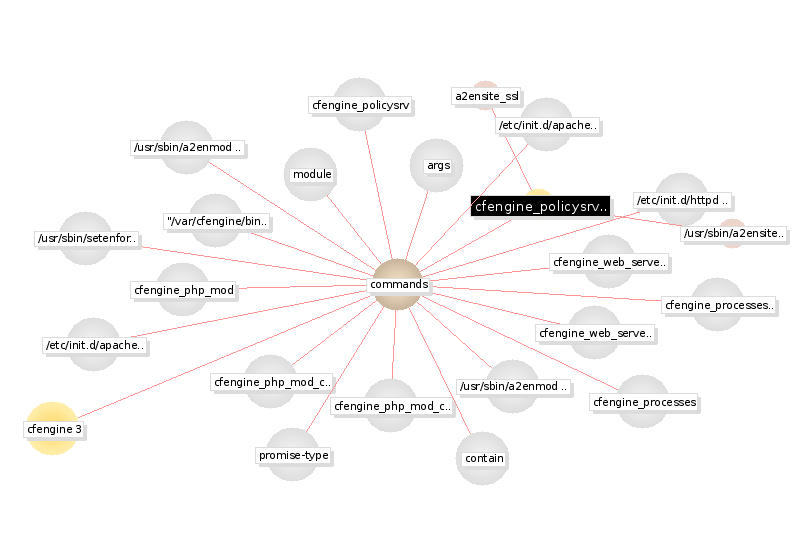 a2ensite_ssl
cfengine_policysrv
/etc/init.d/apache..
/usr/sbin/a2enmod ..
args
module
/etc/init.d/httpd ..
cfengine_policysrv..
"/var/cfengine/bin..
/usr/sbin/a2ensite..
/usr/sbin/setenfor..
cfengine_web_serve..
commands
cfengine_php_mod
cfengine_processes..
cfengine_web_serve..
/etc/init.d/apache..
cfengine_php_mod_c..
/usr/sbin/a2enmod ..
cfengine_processes
cfengine_php_mod_c..
cfengine 3
promise-type
contain